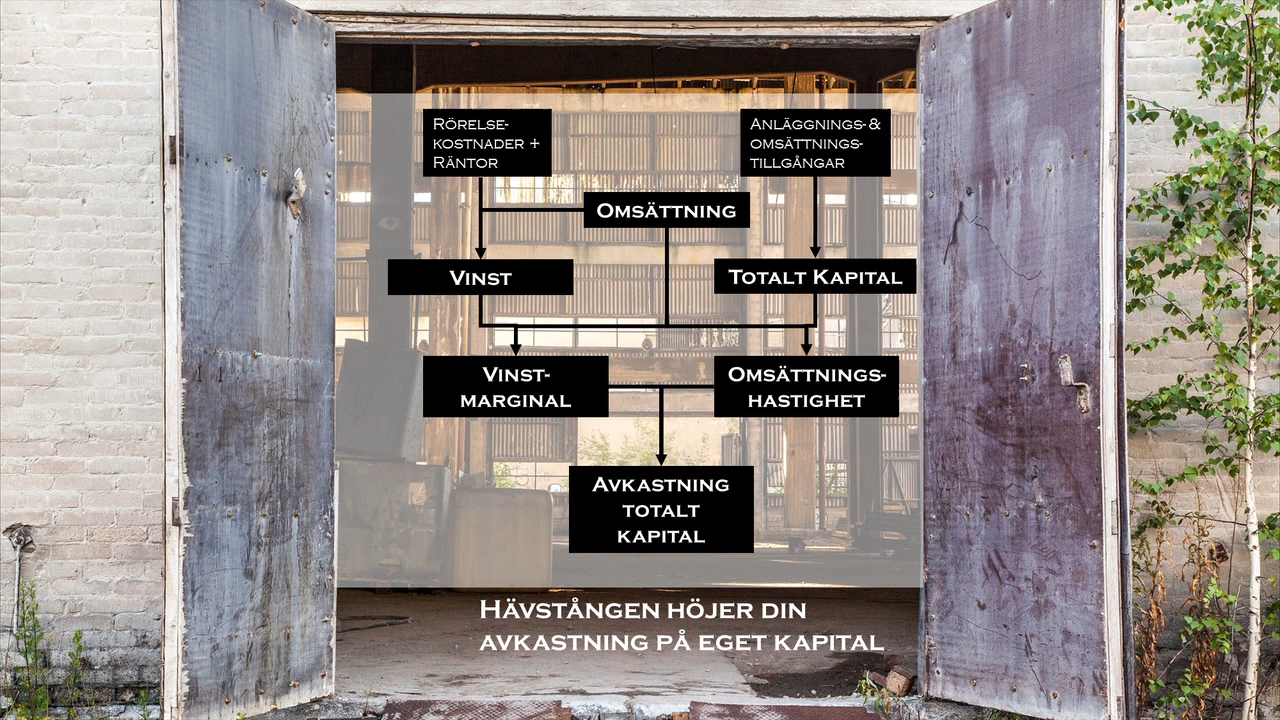 Rörelse-
kostnader +
Räntor
Anläggnings- &
omsättnings-
tillgångar
Omsättning
Vinst
Totalt Kapital
Vinst-
marginal
Omsättnings-
hastighet
Avkastning
totalt
kapital
Hävstången höjer din
avkastning på eget kapital